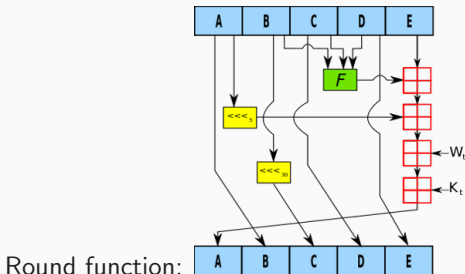 A B C D E
F
<<<5
Wt
<<<30
Kt
Round function: A B C D E